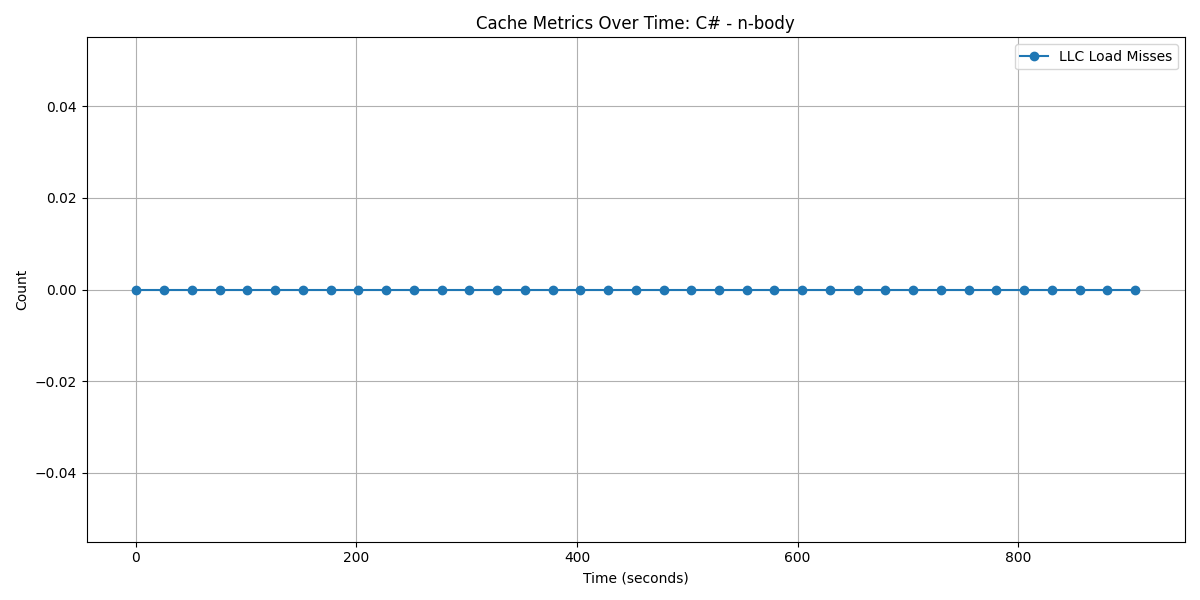 Cache Metrics Over Time: C# - n-body
LLC Load Misses
0.04
0.02
0.00
−0.02
−0.04
Count
0 200 400 600 800
Time (seconds)